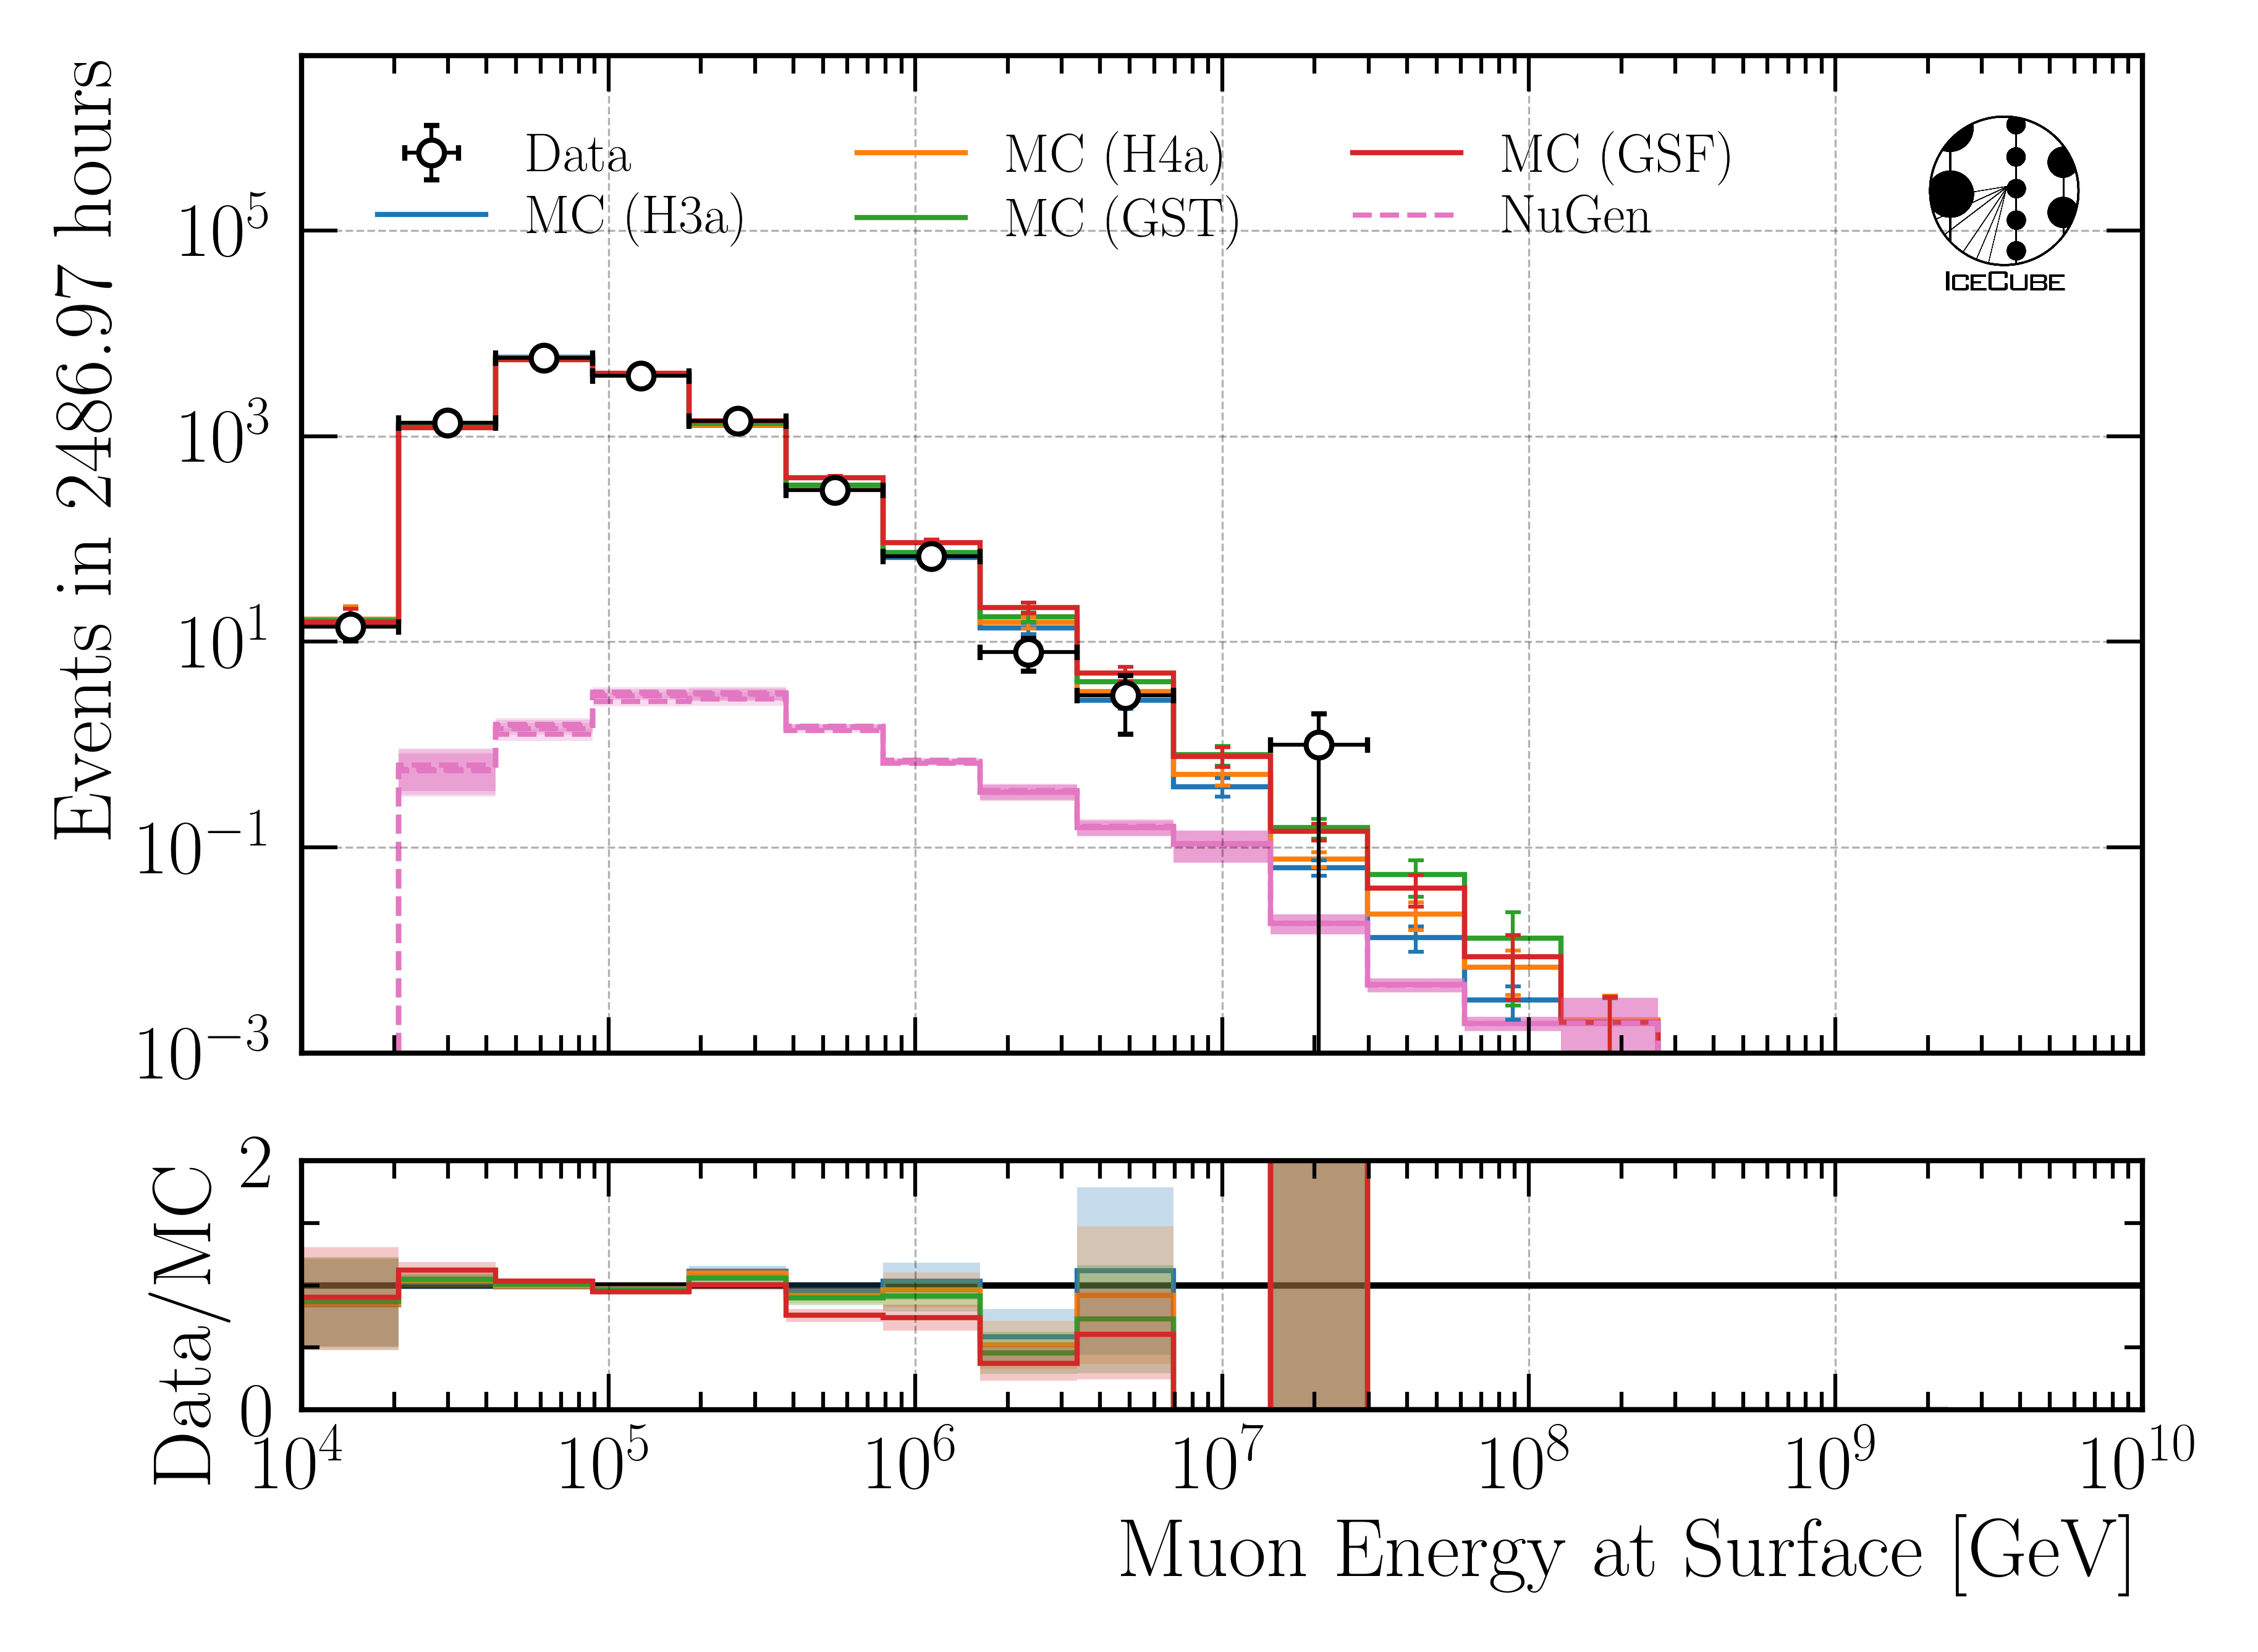 Events in 2486.97 hours
10^5
10^3
10^1
10^−1
10^−3
Data
MC (H3a)
MC (H4a)
MC (GST)
MC (GSF)
NuGen
IceCube
Data/MC
2
0
10^4 10^5 10^6 10^7 10^8 10^9 10^10
Muon Energy at Surface [GeV]